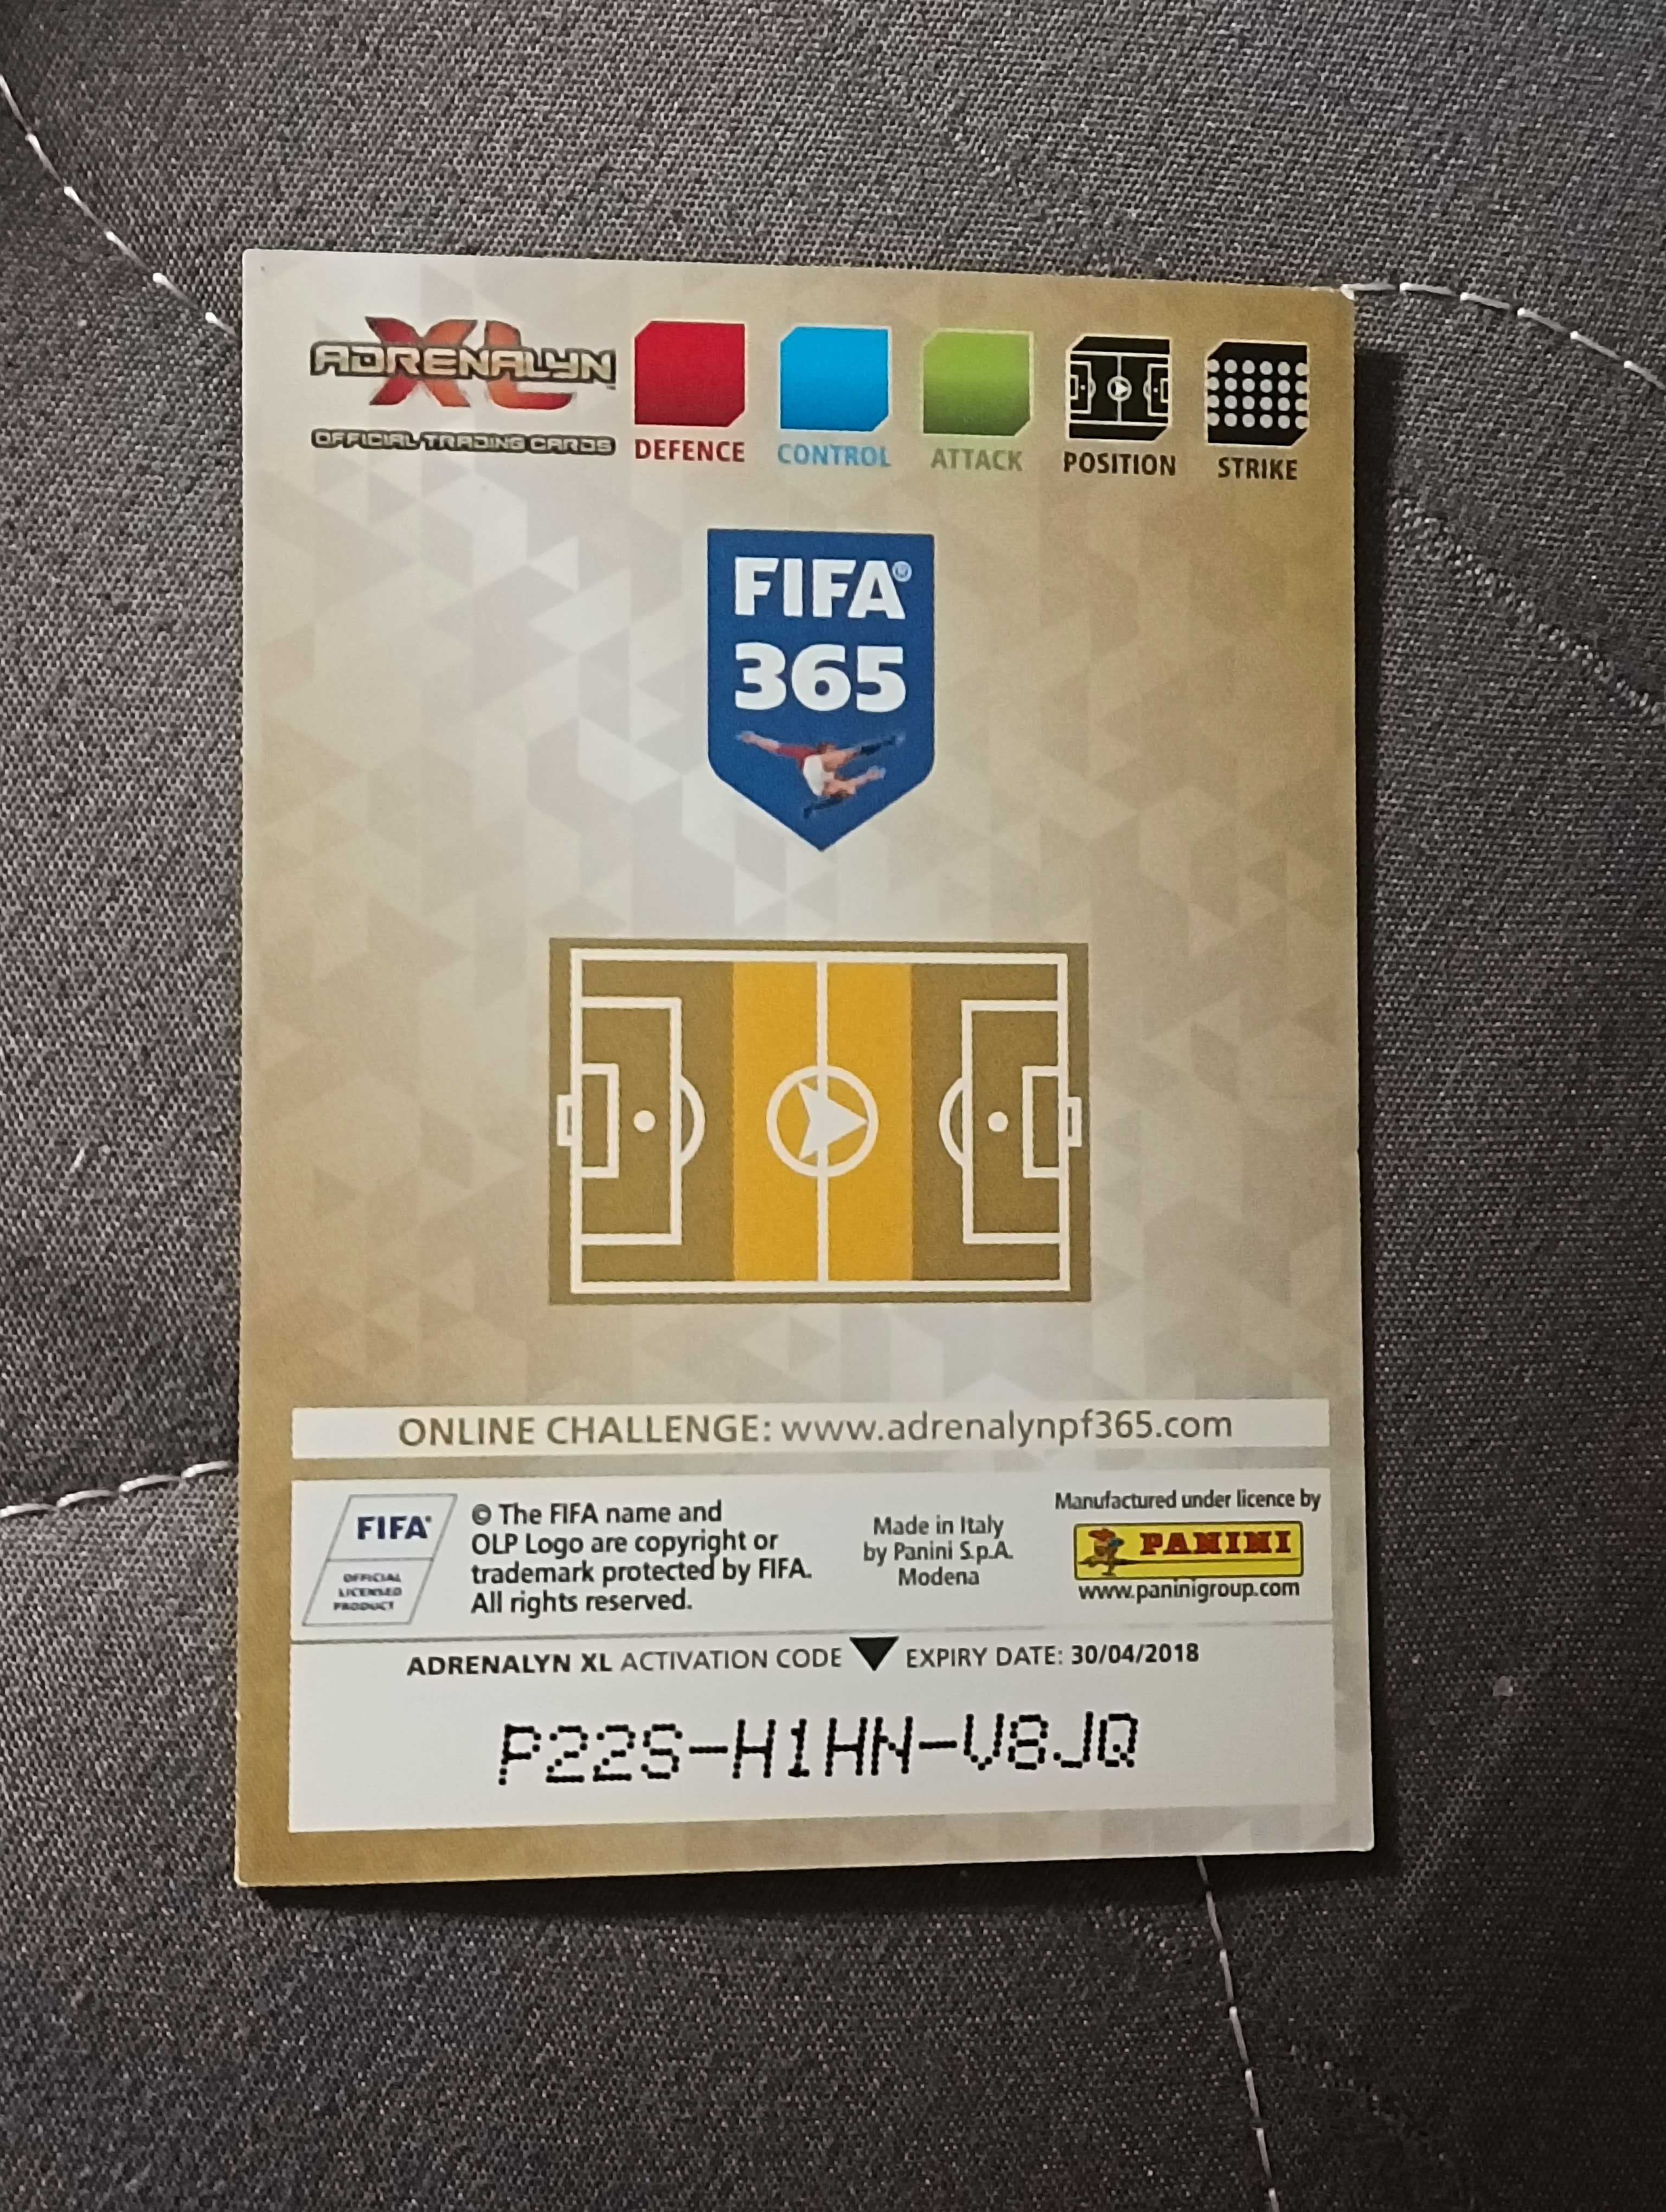 ADRENALYN XL
OFFICIAL TRADING CARDS
DEFENCE CONTROL ATTACK POSITION STRIKE
FIFA®
365
ONLINE CHALLENGE: www.adrenalynpf365.com
FIFA®
OFFICIAL
LICENSED
PRODUCT
© The FIFA name and
OLP Logo are copyright or
trademark protected by FIFA.
All rights reserved.
Made in Italy
by Panini S.p.A.
Modena
Manufactured under licence by
PANINI
www.paninigroup.com
ADRENALYN XL ACTIVATION CODE EXPIRY DATE: 30/04/2018
P22S-H1HN-V8JQ